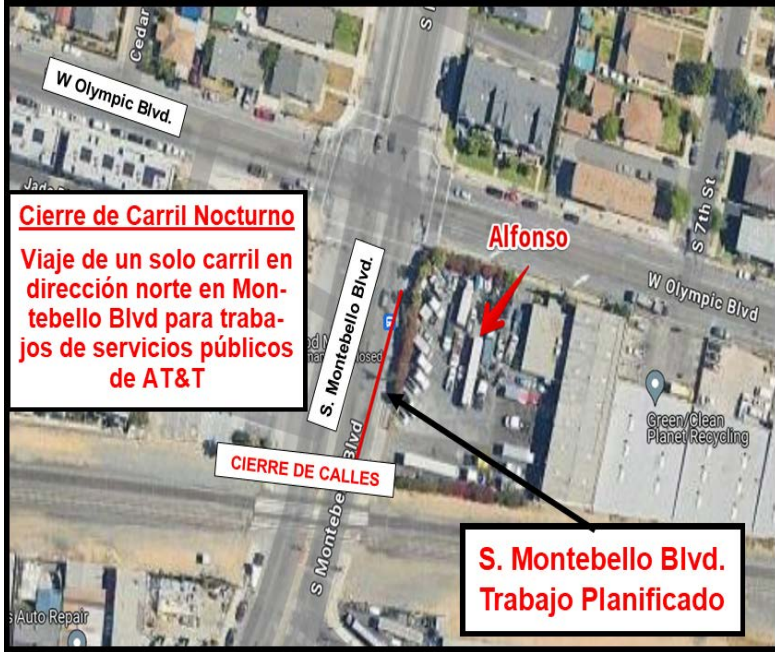 Cedar
S
W Olympic Blvd.
Jade
S 7th St
Cierre de Carril Nocturno
Viaje de un solo carril en
dirección norte en Mon-
tebello Blvd para traba-
jos de servicios públicos
de AT&T
Alfonso
W Olympic Blvd
S. Montebello Blvd.
Green/Clean
Planet Recycling
CIERRE DE CALLES
S Montebello Blvd
S. Montebello Blvd.
Trabajo Planificado
s Auto Repair